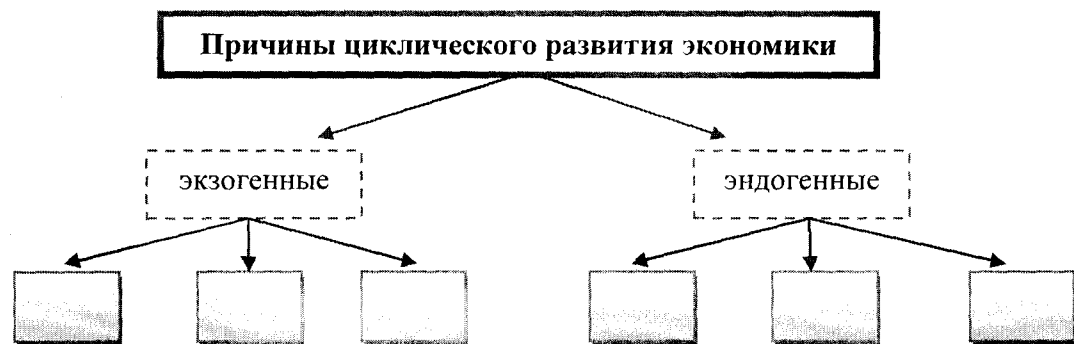 Причины циклического развития экономики
экзогенные
эндогенные